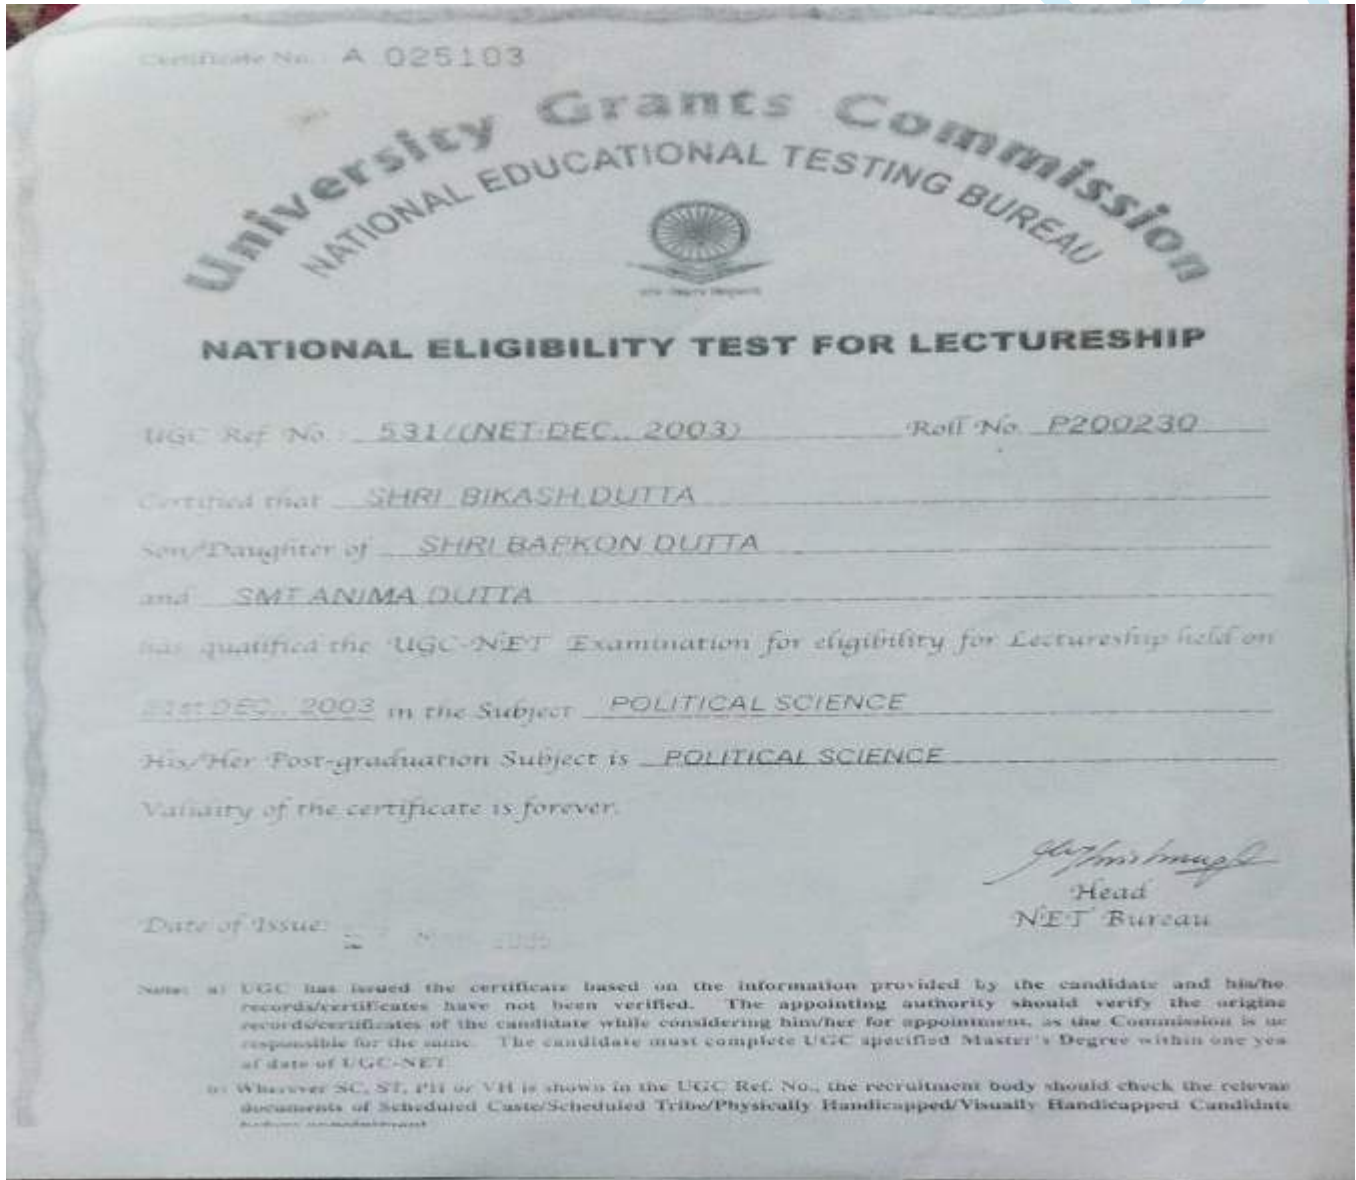 Certificate No. : A 025103
University Grants Commission
NATIONAL EDUCATIONAL TESTING BUREAU
NATIONAL ELIGIBILITY TEST FOR LECTURESHIP
UGC Ref No : 531/(NET-DEC., 2003) Roll No. P200230
Certified that SHRI BIKASH DUTTA
Son/Daughter of SHRI BAPKON DUTTA
and SMT ANIMA DUTTA
has qualified the UGC-NET Examination for eligibility for Lectureship held on
DEC., 2003 in the Subject POLITICAL SCIENCE
His/Her Post-graduation Subject is POLITICAL SCIENCE
Validity of the certificate is forever.
Head
NET Bureau
Date of Issue:
Note: a) UGC has issued the certificate based on the information provided by the candidate and his/he
records/certificates have not been verified. The appointing authority should verify the origina
records/certificates of the candidate while considering him/her for appointment, as the Commission is
responsible for the same. The candidate must complete UGC specified Master's Degree within one yea
of date of UGC-NET
b) Wherever SC, ST, PH or VH is shown in the UGC Ref. No., the recruitment body should check the releva
documents of Scheduled Caste/Scheduled Tribe/Physically Handicapped/Visually Handicapped Candidate